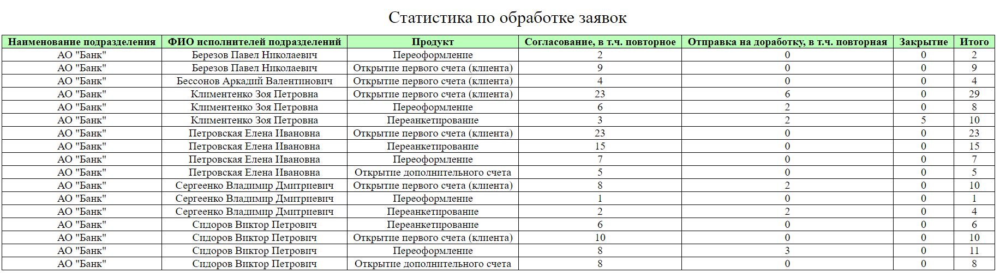 Статистика по обработке заявок
Наименование подразделения ФИО исполнителей подразделений Продукт Согласование, в т.ч. повторное Отправка на доработку, в т.ч. повторная Закрытие Итого
АО "Банк" Березов Павел Николаевич Переоформление 2 0 0 2
АО "Банк" Березов Павел Николаевич Открытие первого счета (клиента) 9 0 0 9
АО "Банк" Бессонов Аркадий Валентинович Открытие первого счета (клиента) 4 0 0 4
АО "Банк" Климентенко Зоя Петровна Открытие первого счета (клиента) 23 6 0 29
АО "Банк" Климентенко Зоя Петровна Переоформление 6 2 0 8
АО "Банк" Климентенко Зоя Петровна Переанкетирование 3 2 5 10
АО "Банк" Петровская Елена Ивановна Открытие первого счета (клиента) 23 0 0 23
АО "Банк" Петровская Елена Ивановна Переанкетирование 15 0 0 15
АО "Банк" Петровская Елена Ивановна Переоформление 7 0 0 7
АО "Банк" Петровская Елена Ивановна Открытие дополнительного счета 5 0 0 5
АО "Банк" Сергеенко Владимир Дмитриевич Открытие первого счета (клиента) 8 2 0 10
АО "Банк" Сергеенко Владимир Дмитриевич Переоформление 1 0 0 1
АО "Банк" Сергеенко Владимир Дмитриевич Переанкетирование 2 2 0 4
АО "Банк" Сидоров Виктор Петрович Переанкетирование 6 0 0 6
АО "Банк" Сидоров Виктор Петрович Открытие первого счета (клиента) 10 0 0 10
АО "Банк" Сидоров Виктор Петрович Переоформление 8 3 0 11
АО "Банк" Сидоров Виктор Петрович Открытие дополнительного счета 8 0 0 8